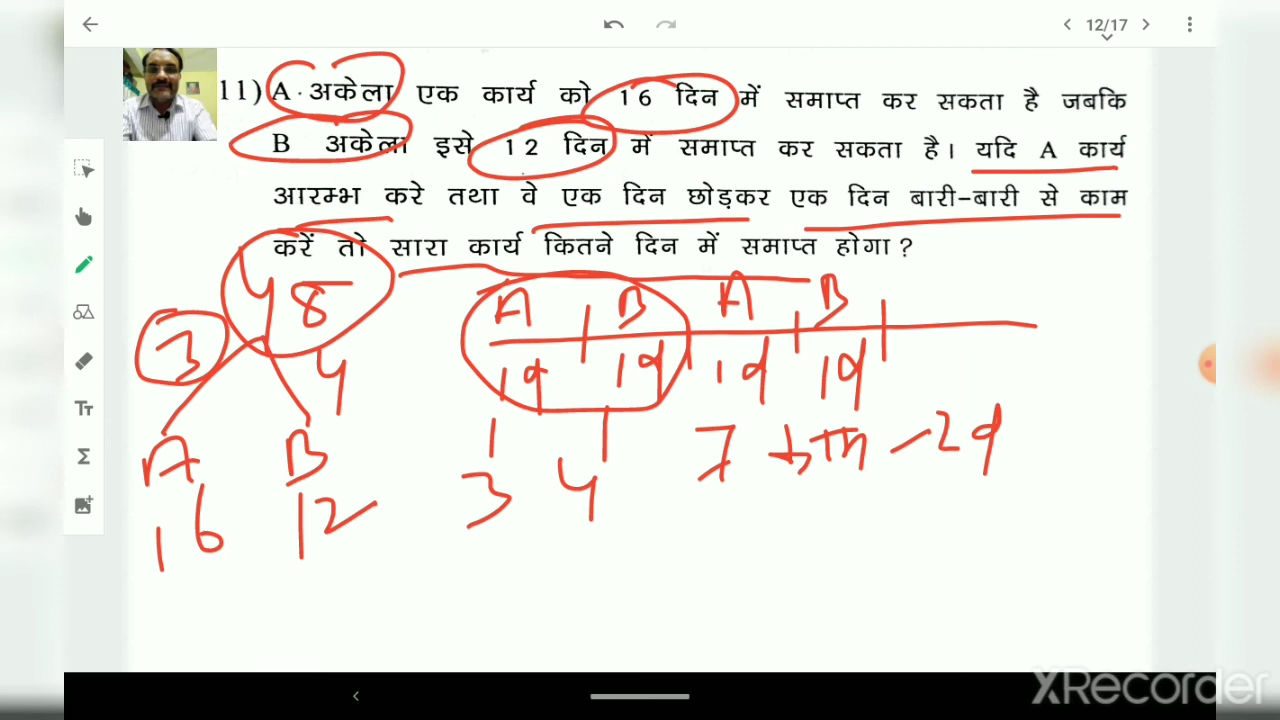 12/17
11) A अकेला एक कार्य को 16 दिन में समाप्त कर सकता है जबकि
B अकेला इसे 12 दिन में समाप्त कर सकता है। यदि A कार्य
आरम्भ करे तथा वे एक दिन छोड़कर एक दिन बारी-बारी से काम
करें तो सारा कार्य कितने दिन में समाप्त होगा ?
48
A B A B
3 4 1d 1d 1d 1d
A B 7 काम - 2d
16 12 3 4
Tт
Σ
XRecorder